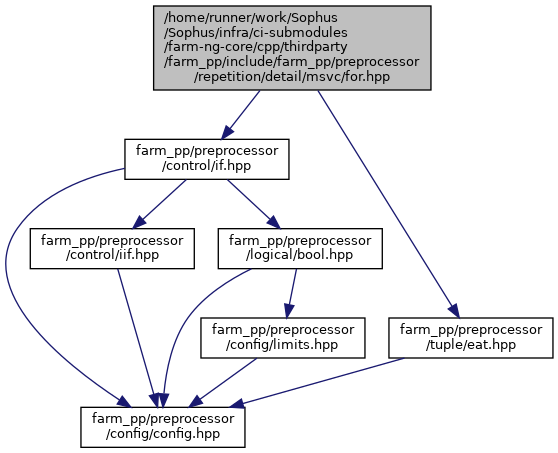 /home/runner/work/Sophus
/Sophus/infra/ci-submodules
/farm-ng-core/cpp/thirdparty
/farm_pp/include/farm_pp/preprocessor
/repetition/detail/msvc/for.hpp
farm_pp/preprocessor
/control/if.hpp
farm_pp/preprocessor
/control/iif.hpp
farm_pp/preprocessor
/logical/bool.hpp
farm_pp/preprocessor
/config/limits.hpp
farm_pp/preprocessor
/tuple/eat.hpp
farm_pp/preprocessor
/config/config.hpp